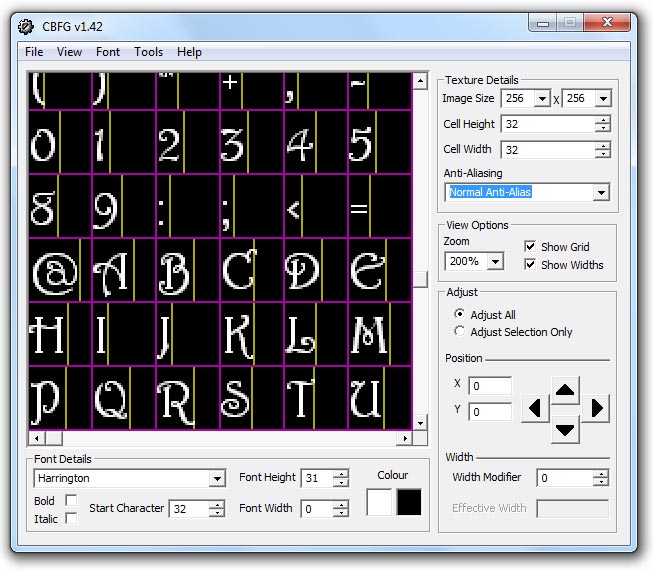 CBFG v1.42
File View Font Tools Help
( ) * + , -
0 1 2 3 4 5
8 9 : ; < =
@ A B C D E
H I J K L M
P Q R S T U
Texture Details
Image Size 256 X 256
Cell Height 32
Cell Width 32
Anti-Aliasing
Normal Anti-Alias
View Options
Zoom
200%
Show Grid
Show Widths
Adjust
Adjust All
Adjust Selection Only
Position
X 0
Y 0
Width
Width Modifier 0
Effective Width
Font Details
Harrington
Font Height 31
Colour
Bold
Italic
Start Character 32
Font Width 0